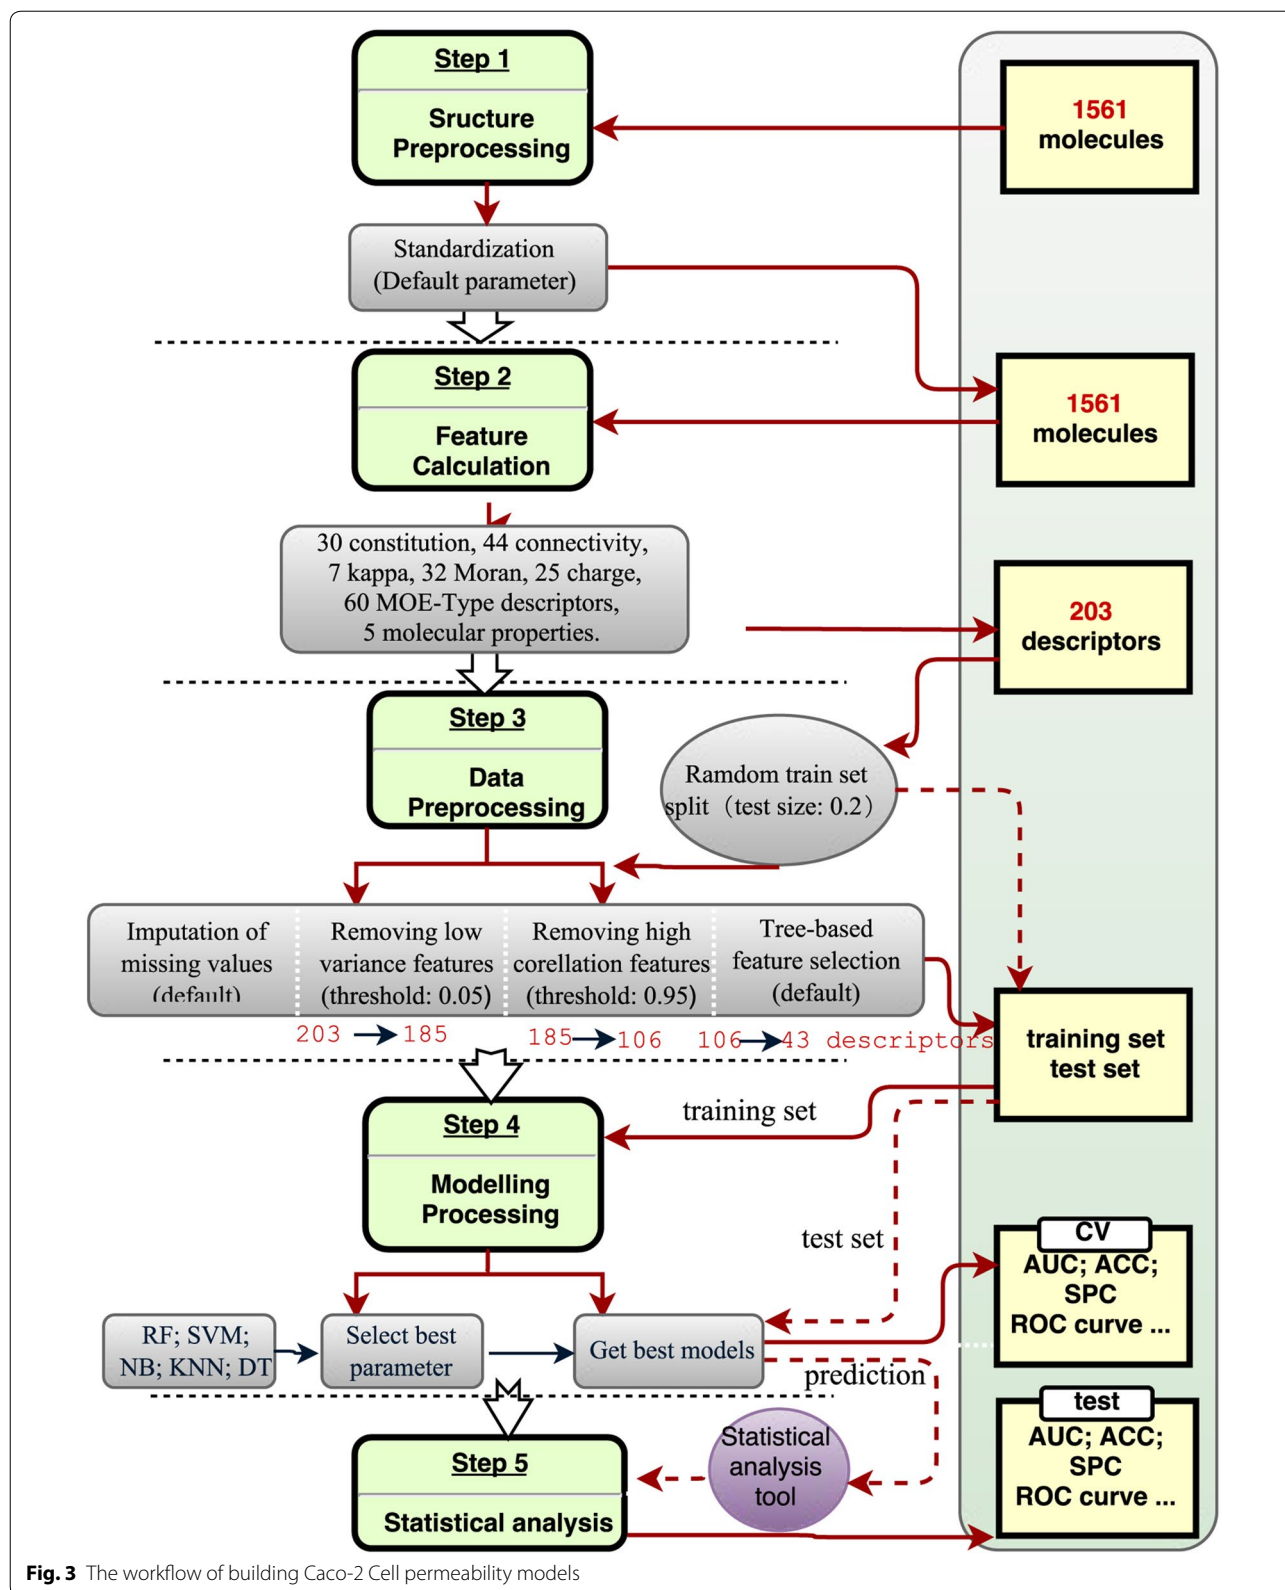 Step 1
Sructure
Preprocessing
1561
molecules
Standardization
(Default parameter)
Step 2
Feature
Calculation
1561
molecules
30 constitution, 44 connectivity,
7 kappa, 32 Moran, 25 charge,
60 MOE-Type descriptors,
5 molecular properties.
203
descriptors
Step 3
Data
Preprocessing
Ramdom train set
split（test size: 0.2）
Imputation of
missing values
(default)
Removing low
variance features
(threshold: 0.05)
Removing high
corellation features
(threshold: 0.95)
Tree-based
feature selection
(default)
203 185
185 106
106 43 descriptors
training set
test set
Step 4
Modelling
Processing
training set
test set
CV
AUC; ACC;
SPC
ROC curve ...
RF; SVM;
NB; KNN; DT
Select best
parameter
Get best models
prediction
test
AUC; ACC;
SPC
ROC curve ...
Step 5
Statistical analysis
Statistical
analysis
tool
Fig. 3 The workflow of building Caco-2 Cell permeability models